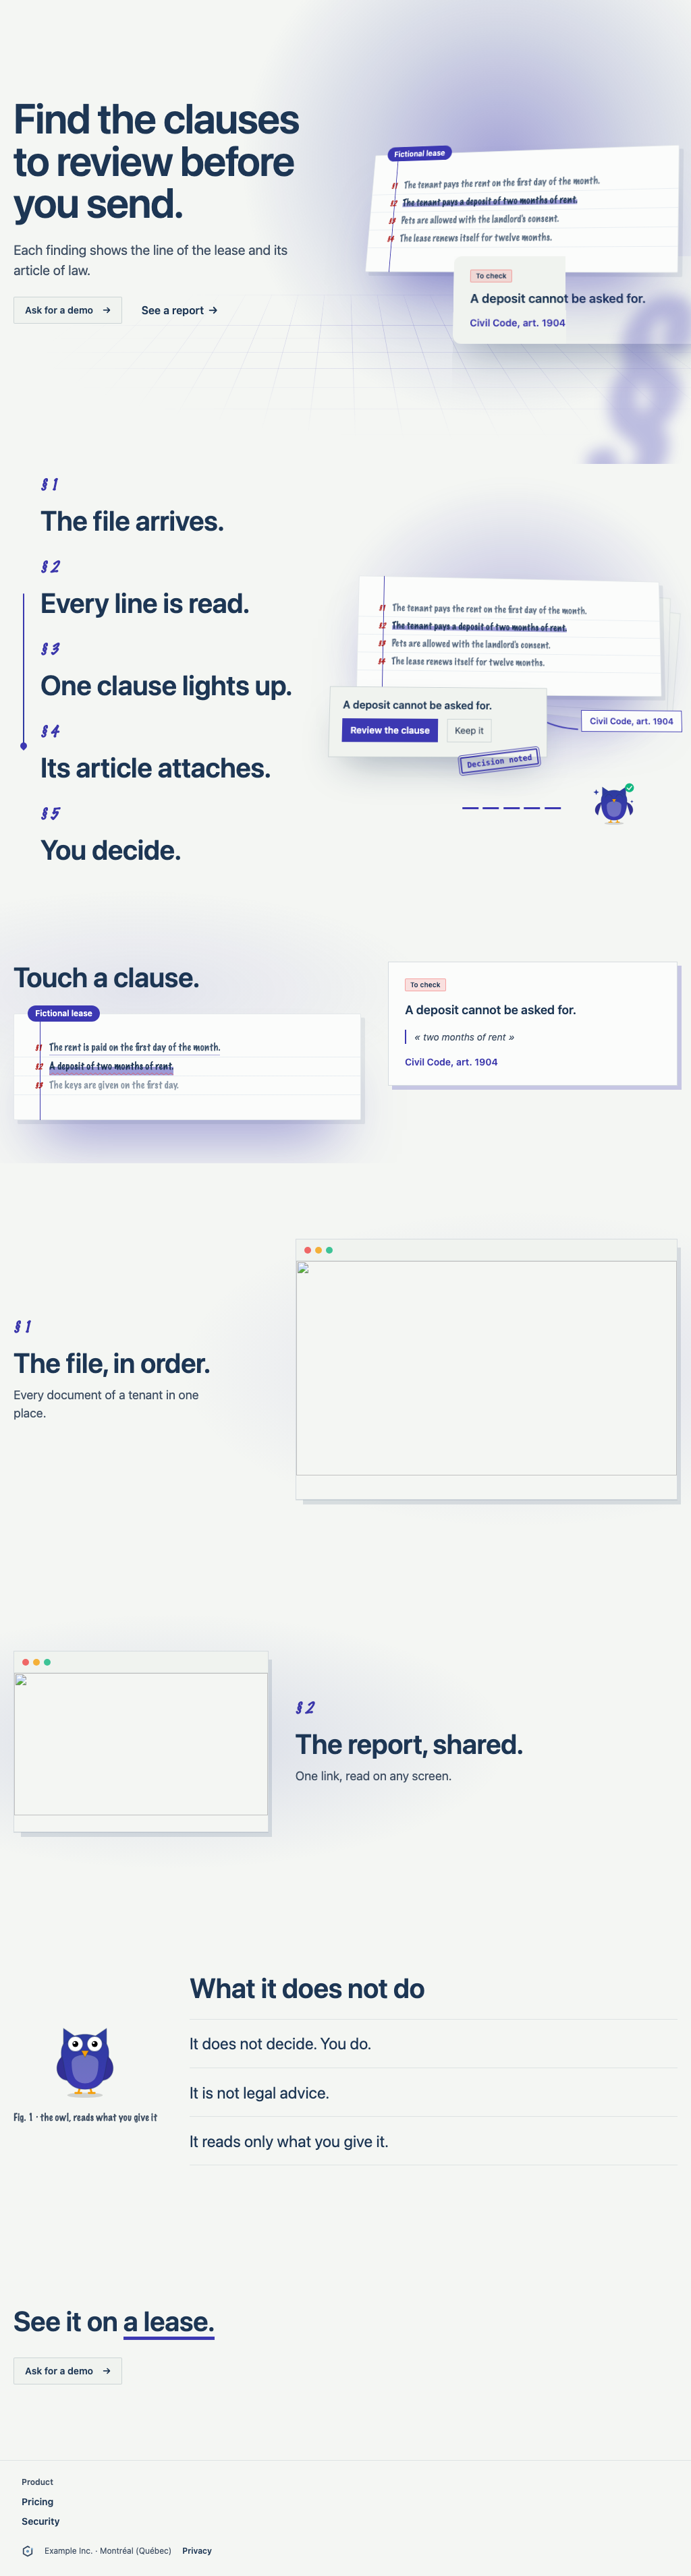 Find the clauses
to review before
you send.
Each finding shows the line of the lease and its
article of law.
Ask for a demo →
See a report →
Fictional lease
§1 The tenant pays the rent on the first day of the month.
§2 The tenant pays a deposit of two months of rent.
§3 Pets are allowed with the landlord's consent.
§4 The lease renews itself for twelve months.
To check
A deposit cannot be asked for.
Civil Code, art. 1904
§
§ 1
The file arrives.
§ 2
Every line is read.
§ 3
One clause lights up.
§ 4
Its article attaches.
§ 5
You decide.
§1 The tenant pays the rent on the first day of the month.
§2 The tenant pays a deposit of two months of rent.
§3 Pets are allowed with the landlord's consent.
§4 The lease renews itself for twelve months.
A deposit cannot be asked for.
Review the clause
Keep it
Civil Code, art. 1904
Decision noted
Touch a clause.
Fictional lease
§1 The rent is paid on the first day of the month.
§2 A deposit of two months of rent.
§3 The keys are given on the first day.
To check
A deposit cannot be asked for.
« two months of rent »
Civil Code, art. 1904
§ 1
The file, in order.
Every document of a tenant in one
place.
§ 2
The report, shared.
One link, read on any screen.
What it does not do
It does not decide. You do.
It is not legal advice.
It reads only what you give it.
Fig. 1 · the owl, reads what you give it
See it on a lease.
Ask for a demo →
Product
Pricing
Security
Example Inc. · Montréal (Québec) Privacy